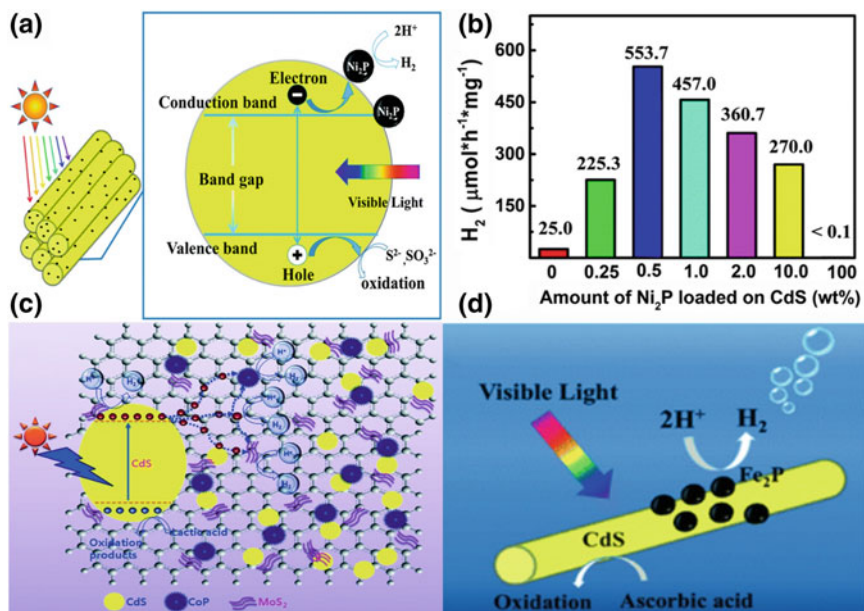 (a)
2H⁺
H₂
Ni₂P
Electron
Conduction band
Ni₂P
Band gap
Visible Light
Valence band
Hole
S²⁻,SO₃²⁻
oxidation
(b)
H₂ ( μmol*h⁻¹*mg⁻¹)
600
450
300
150
25.0
225.3
553.7
457.0
360.7
270.0
< 0.1
0 0.25 0.5 1.0 2.0 10.0 100
Amount of Ni₂P loaded on CdS (wt%)
(c)
H⁺
H₂
H⁺
H₂
H⁺
H₂
H⁺
H₂
CdS
Oxidation
products
Lactic acid
CdS CoP MoS₂
(d)
Visible Light
2H⁺ H₂
Fe₂P
CdS
Oxidation Ascorbic acid